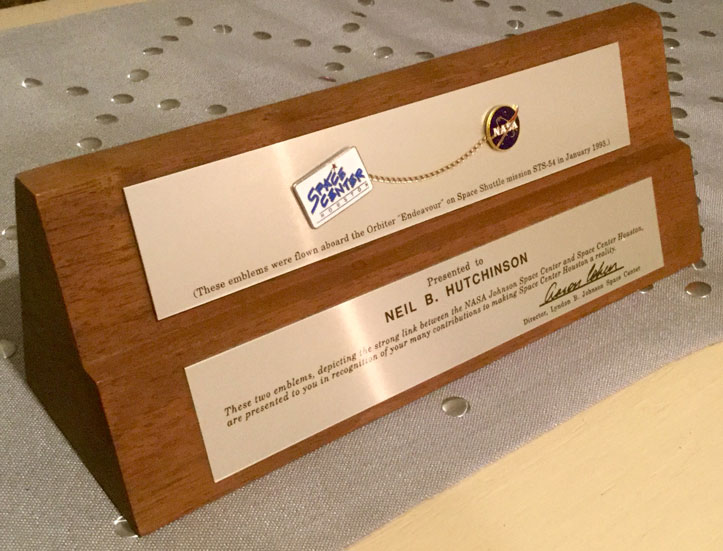 SPACE
CENTER
HOUSTON
NASA
(These emblems were flown aboard the Orbiter "Endeavour" on Space Shuttle mission STS-54 in January 1993.)
Presented to
NEIL B. HUTCHINSON
These two emblems, depicting the strong link between the NASA Johnson Space Center and Space Center Houston,
are presented to you in recognition of your many contributions to making Space Center Houston a reality.
Aaron Cohen
Director, Lyndon B. Johnson Space Center